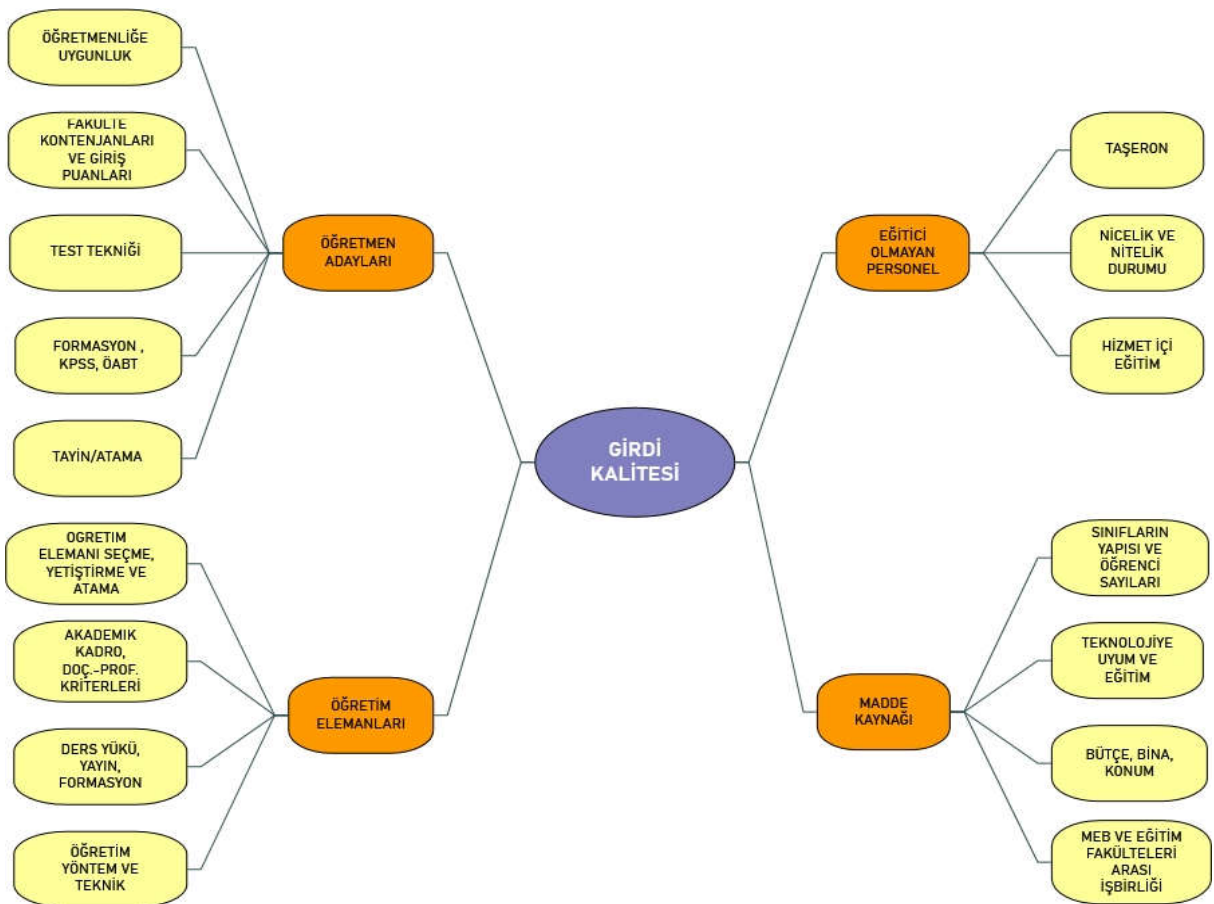 ÖĞRETMENLİĞE
UYGUNLUK
FAKÜLTE
KONTENJANLARI
VE GİRİŞ
PUANLARI
TEST TEKNİĞİ
FORMASYON ,
KPSS, ÖABT
TAYİN/ATAMA
ÖĞRETMEN
ADAYLARI
OGRETIM
ELEMANI SEÇME,
YETİŞTİRME VE
ATAMA
AKADEMIK
KADRO,
DOÇ.-PROF.
KRİTERLERİ
DERS YÜKÜ,
YAYIN,
FORMASYON
ÖĞRETİM
YÖNTEM VE
TEKNİK
ÖĞRETİM
ELEMANLARI
GİRDİ
KALİTESİ
EĞİTİCİ
OLMAYAN
PERSONEL
TAŞERON
NİCELİK VE
NİTELİK
DURUMU
HİZMET İÇİ
EĞİTİM
MADDE
KAYNAĞI
SINIFLARIN
YAPISI VE
ÖĞRENCİ
SAYILARI
TEKNOLOJİYE
UYUM VE
EĞİTİM
BÜTÇE, BİNA,
KONUM
MEB VE EĞİTİM
FAKÜLTELERİ
ARASI
İŞBİRLİĞİ